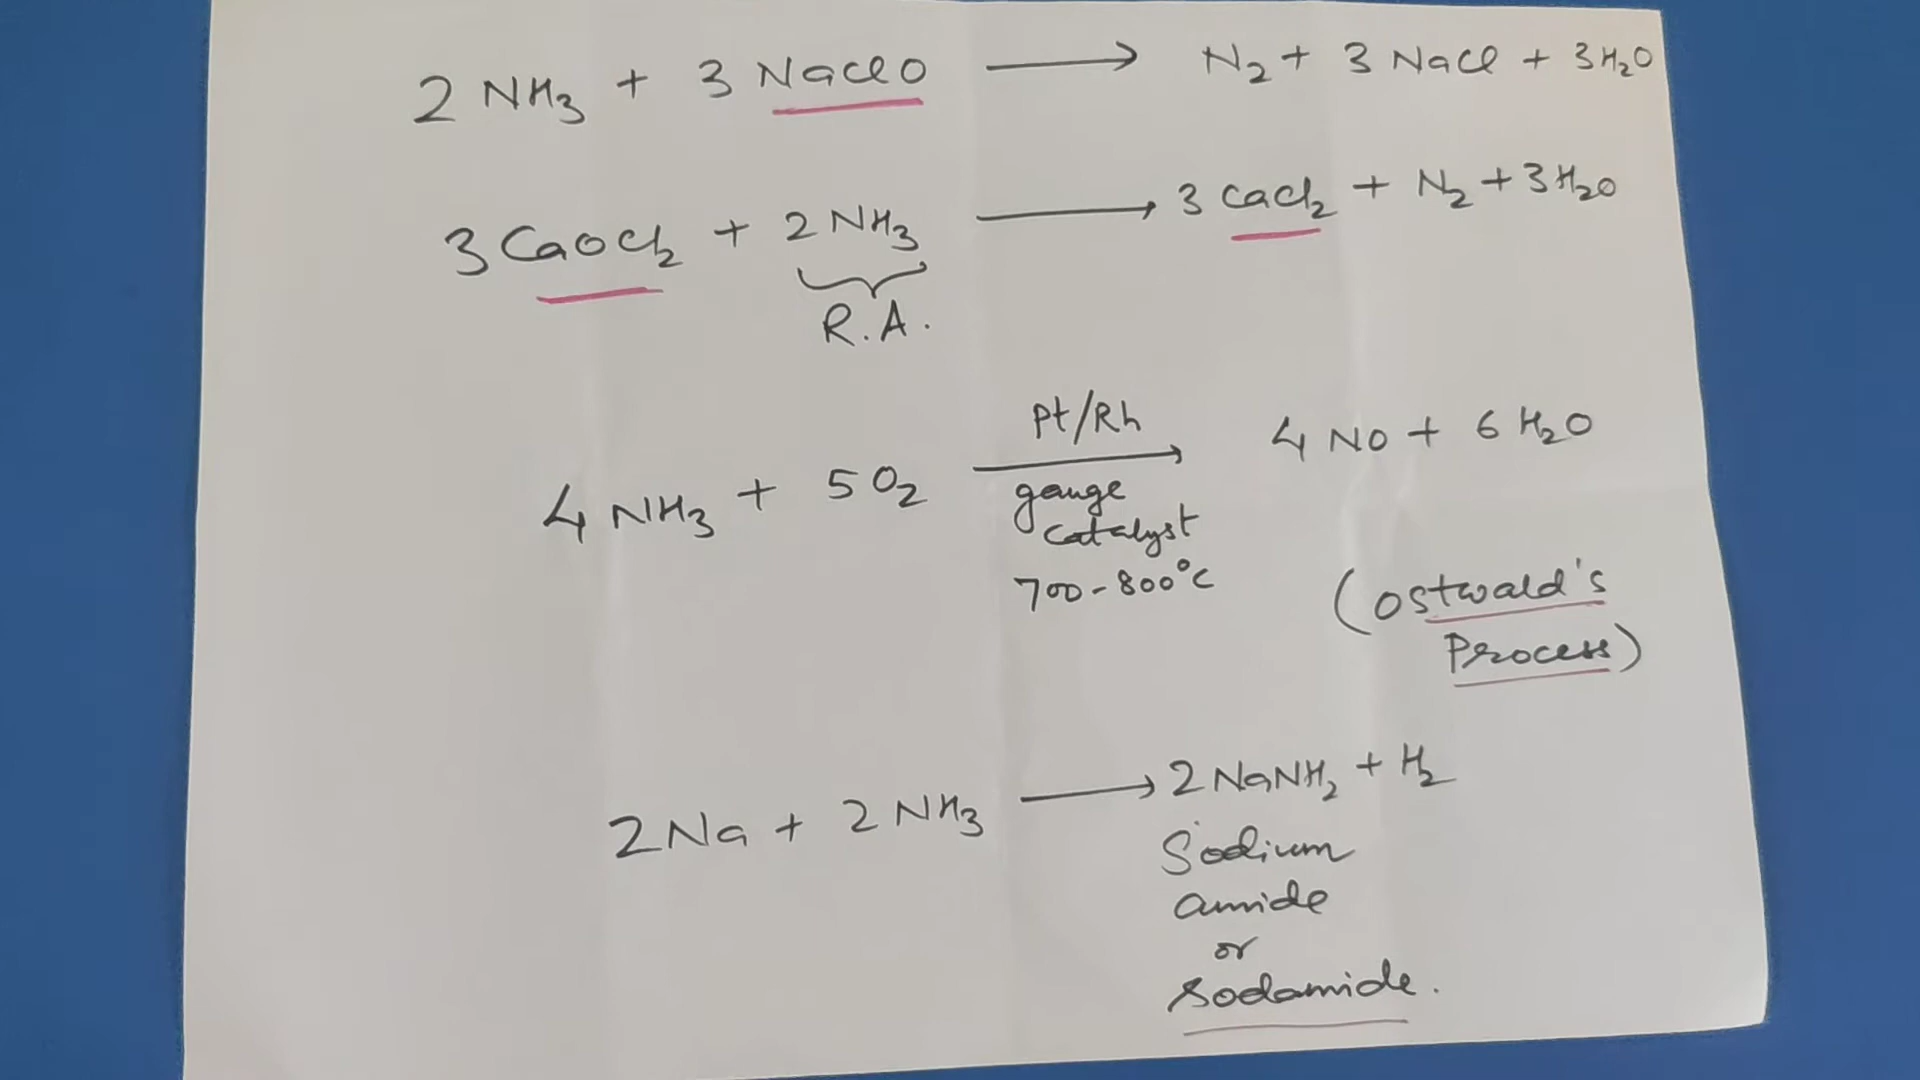 2 NH₃ + 3 NaClO ⟶ N₂ + 3 NaCl + 3H₂O
3 CaOCl₂ + 2 NH₃ ⟶ 3 CaCl₂ + N₂ + 3H₂O
R.A.
Pt/Rh
4 NH₃ + 5O₂ ⟶ 4 NO + 6 H₂O
gauge
catalyst
700-800°C
(Ostwald's
Process)
2Na + 2 NH₃ ⟶ 2 NaNH₂ + H₂
Sodium
amide
or
sodamide.